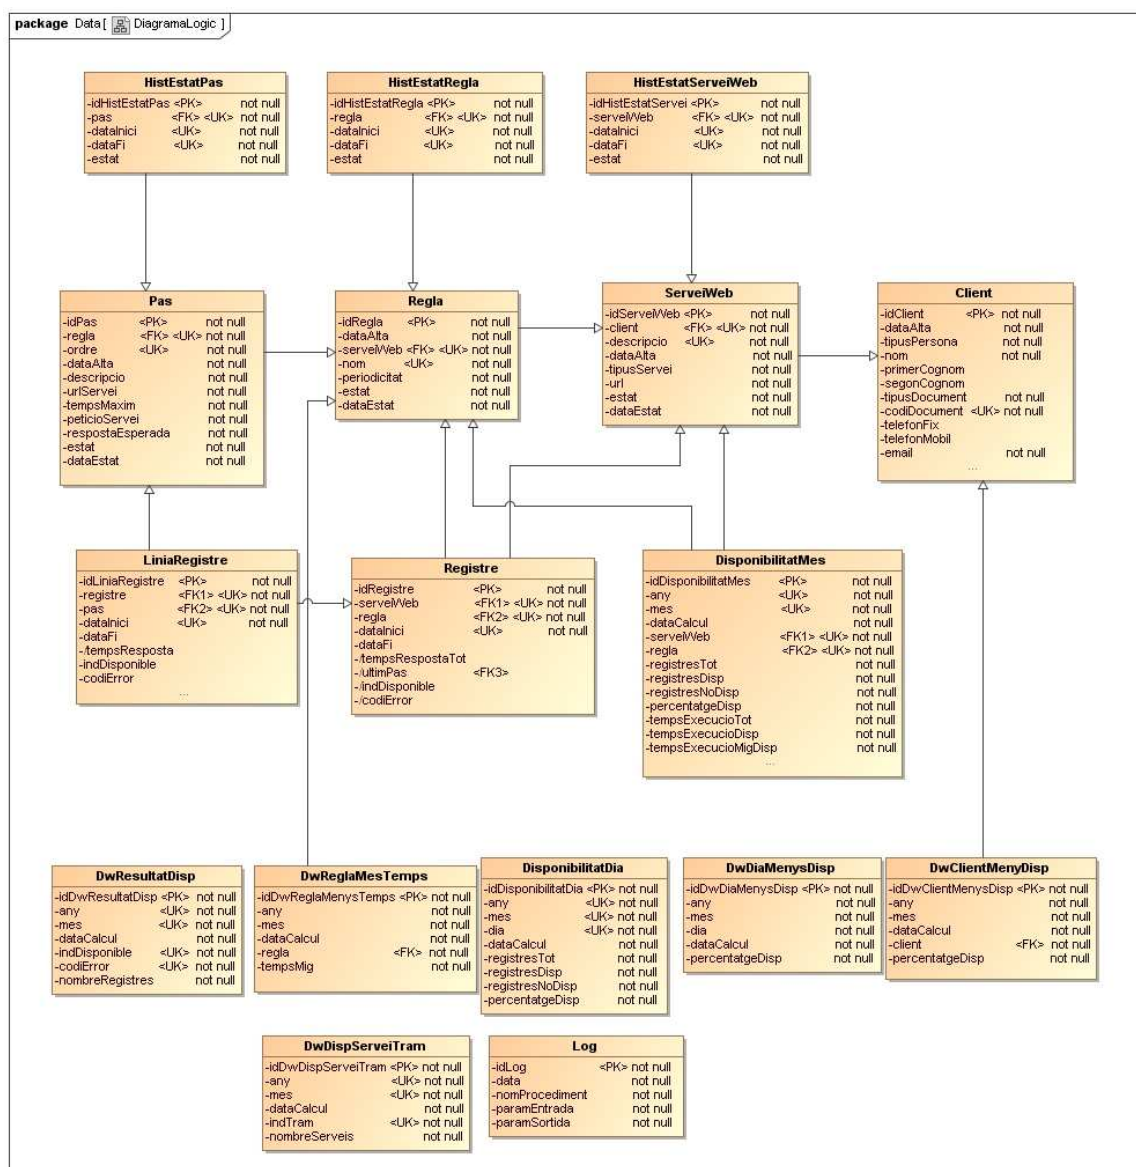 package Data[ DiagramaLogic ]
HistEstatPas
-idHistEstatPas <PK> not null
-pas <FK> <UK> not null
-dataInici <UK> not null
-dataFi <UK> not null
-estat not null
HistEstatRegla
-idHistEstatRegla <PK> not null
-regla <FK> <UK> not null
-dataInici <UK> not null
-dataFi <UK> not null
-estat not null
HistEstatServeiWeb
-idHistEstatServei <PK> not null
-serveiWeb <FK> <UK> not null
-dataInici <UK> not null
-dataFi <UK> not null
-estat not null
Pas
-idPas <PK> not null
-regla <FK> <UK> not null
-ordre <UK> not null
-dataAlta not null
-descripcio not null
-urlServei not null
-tempsMaxim not null
-peticioServei not null
-respostaEsperada not null
-estat not null
-dataEstat not null
Regla
-idRegla <PK> not null
-dataAlta not null
-serveiWeb <FK> <UK> not null
-nom <UK> not null
-periodicitat not null
-estat not null
-dataEstat not null
ServeiWeb
-idServeiWeb <PK> not null
-client <FK> <UK> not null
-descripcio <UK> not null
-dataAlta not null
-tipusServei not null
-url not null
-estat not null
-dataEstat not null
Client
-idClient <PK> not null
-dataAlta not null
-tipusPersona not null
-nom not null
-primerCognom
-segonCognom
-tipusDocument not null
-codiDocument <UK> not null
-telefonFix
-telefonMobil
-email not null
...
LiniaRegistre
-idLiniaRegistre <PK> not null
-registre <FK1> <UK> not null
-pas <FK2> <UK> not null
-dataInici <UK> not null
-dataFi
-/tempsResposta
-indDisponible
-codiError
...
Registre
-idRegistre <PK> not null
-serveiWeb <FK1> <UK> not null
-regla <FK2> <UK> not null
-dataInici <UK> not null
-dataFi
-/tempsRespostaTot
-/ultimPas <FK3>
-/indDisponible
-/codiError
DisponibilitatMes
-idDisponibilitatMes <PK> not null
-any <UK> not null
-mes <UK> not null
-dataCalcul not null
-serveiWeb <FK1> <UK> not null
-regla <FK2> <UK> not null
-registresTot not null
-registresDisp not null
-registresNoDisp not null
-percentatgeDisp not null
-tempsExecucioTot not null
-tempsExecucioDisp not null
-tempsExecucioMigDisp not null
...
DwResultatDisp
-idDwResultatDisp <PK> not null
-any <UK> not null
-mes <UK> not null
-dataCalcul not null
-indDisponible <UK> not null
-codiError <UK> not null
-nombreRegistres not null
DwReglaMesTemps
-idDwReglaMenysTemps <PK> not null
-any not null
-mes not null
-dataCalcul not null
-regla <FK> not null
-tempsMig not null
DisponibilitatDia
-idDisponibilitatDia <PK> not null
-any <UK> not null
-mes <UK> not null
-dia <UK> not null
-dataCalcul not null
-registresTot not null
-registresDisp not null
-registresNoDisp not null
-percentatgeDisp not null
DwDiaMenysDisp
-idDwDiaMenysDisp <PK> not null
-any not null
-mes not null
-dia not null
-dataCalcul not null
-percentatgeDisp not null
DwClientMenyDisp
-idDwClientMenysDisp <PK> not null
-any not null
-mes not null
-dataCalcul not null
-client <FK> not null
-percentatgeDisp not null
DwDispServeiTram
-idDwDispServeiTram <PK> not null
-any <UK> not null
-mes <UK> not null
-dataCalcul not null
-indTram <UK> not null
-nombreServeis not null
Log
-idLog <PK> not null
-data not null
-nomProcediment not null
-paramEntrada not null
-paramSortida not null